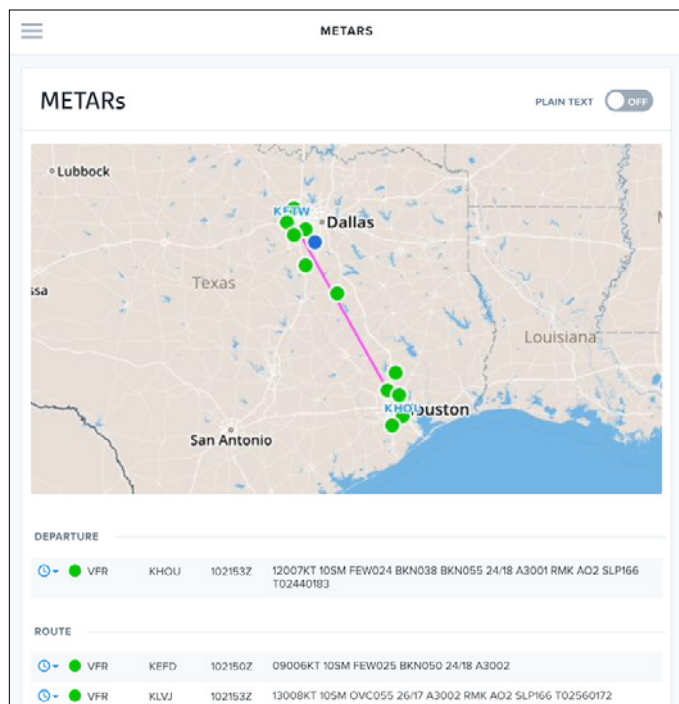 METARS
METARs
PLAIN TEXT OFF
Lubbock
KFTW
Dallas
Texas
ssa
Louisiana
KHOU ouston
San Antonio
DEPARTURE
VFR KHOU 102153Z 12007KT 10SM FEW024 BKN038 BKN055 24/18 A3001 RMK AO2 SLP166
T02440183
ROUTE
VFR KEFD 102150Z 09006KT 10SM FEW025 BKN050 24/18 A3002
VFR KLVJ 102153Z 13008KT 10SM OVC055 26/17 A3002 RMK AO2 SLP166 T02560172